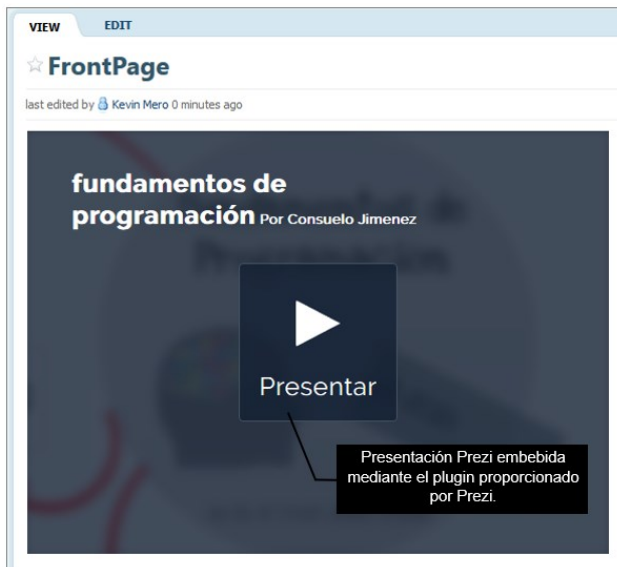 VIEW EDIT
FrontPage
last edited by Kevin Mero 0 minutes ago
fundamentos de
programación Por Consuelo Jimenez
Programación
Presentar
Presentación Prezi embebida
mediante el plugin proporcionado
por Prezi.